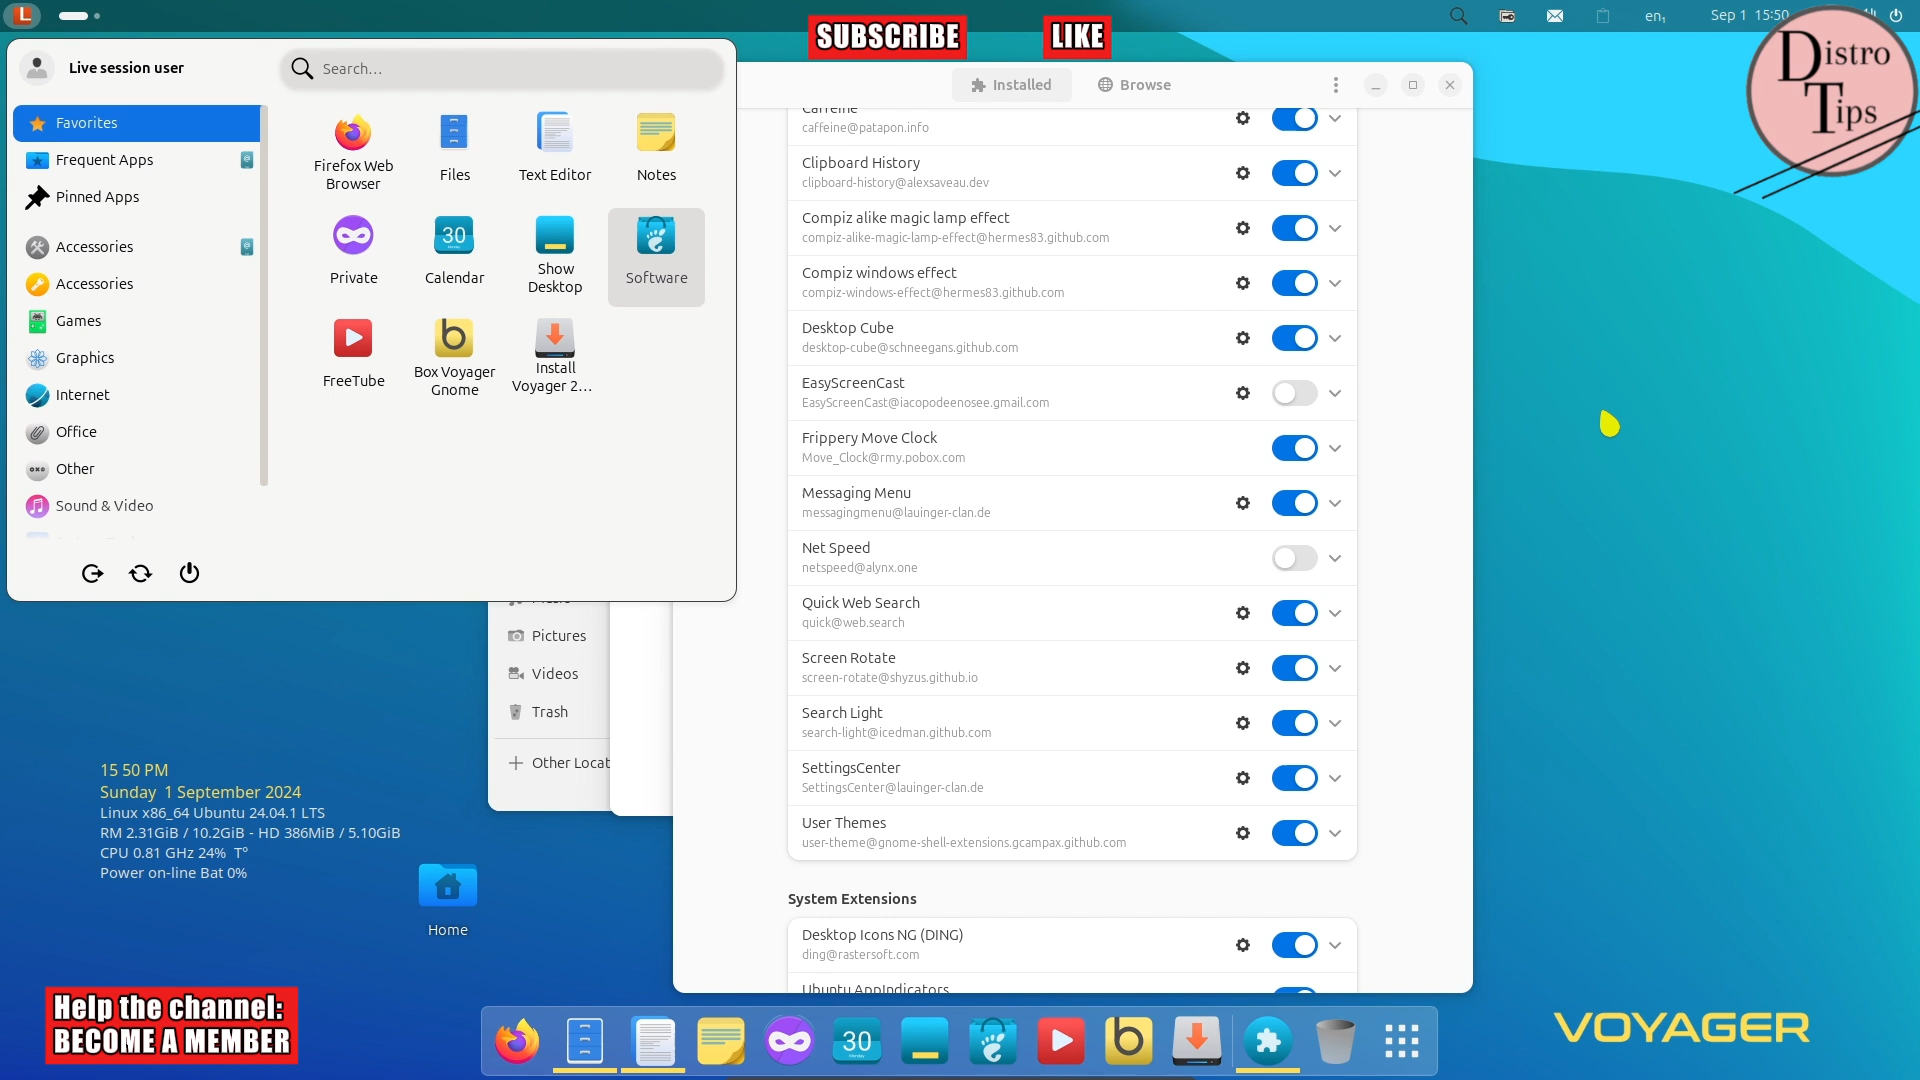 en₁
Sep 1 15:50
SUBSCRIBE
LIKE
Distro
Tips
Live session user
Search...
Favorites
Frequent Apps
Pinned Apps
Accessories
Accessories
Games
Graphics
Internet
Office
Other
Sound & Video
Firefox Web
Browser
Files
Text Editor
Notes
Private
Calendar
30
Show
Desktop
Software
FreeTube
Box Voyager
Gnome
Install
Voyager 2...
Installed
Browse
Caffeine
caffeine@patapon.info
Clipboard History
clipboard-history@alexsaveau.dev
Compiz alike magic lamp effect
compiz-alike-magic-lamp-effect@hermes83.github.com
Compiz windows effect
compiz-windows-effect@hermes83.github.com
Desktop Cube
desktop-cube@schneegans.github.com
EasyScreenCast
EasyScreenCast@iacopodeenosee.gmail.com
Frippery Move Clock
Move_Clock@rmy.pobox.com
Messaging Menu
messagingmenu@lauinger-clan.de
Net Speed
netspeed@alynx.one
Quick Web Search
quick@web.search
Screen Rotate
screen-rotate@shyzus.github.io
Search Light
search-light@icedman.github.com
SettingsCenter
SettingsCenter@lauinger-clan.de
User Themes
user-theme@gnome-shell-extensions.gcampax.github.com
System Extensions
Desktop Icons NG (DING)
ding@rastersoft.com
Ubuntu AppIndicators
Pictures
Videos
Trash
Other Locat
15 50 PM
Sunday 1 September 2024
Linux x86_64 Ubuntu 24.04.1 LTS
RM 2.31GiB / 10.2GiB - HD 386MiB / 5.10GiB
CPU 0.81 GHz 24% T°
Power on-line Bat 0%
Home
Help the channel:
BECOME A MEMBER
30
VOYAGER